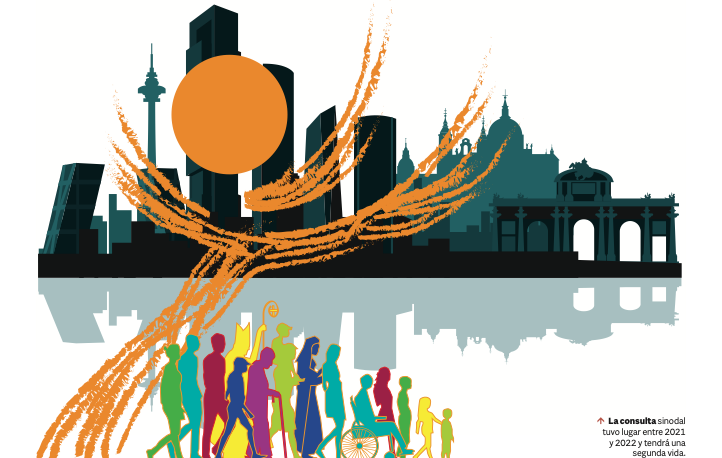 ↑ La consulta sinodal
tuvo lugar entre 2021
y 2022 y tendrá una
segunda vida.